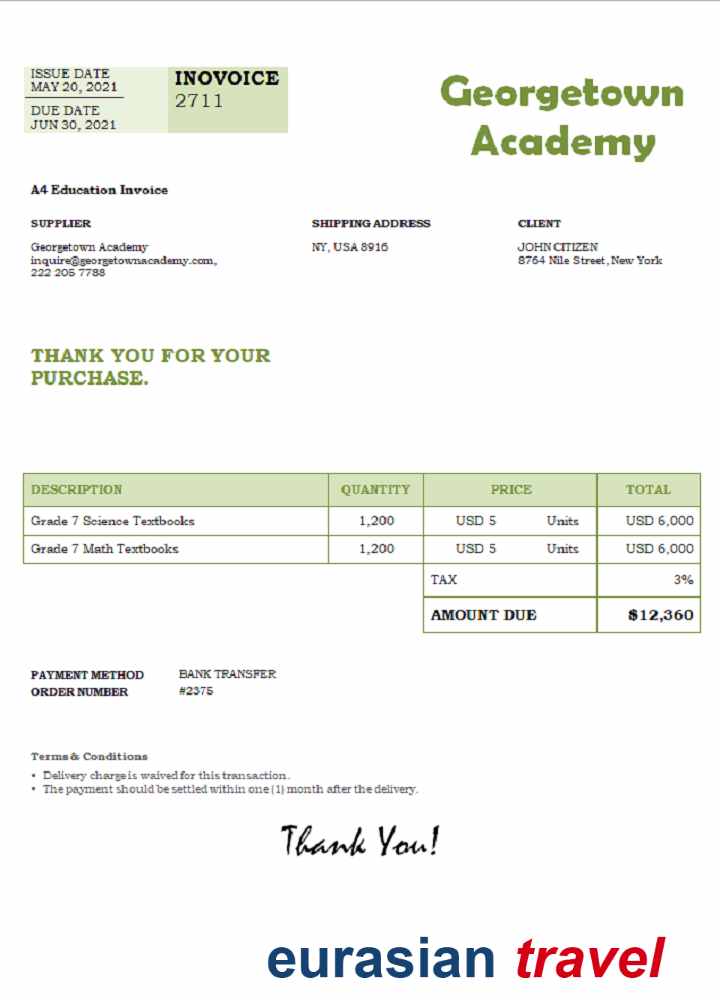 ISSUE DATE
MAY 20, 2021
DUE DATE
JUN 30, 2021
INOVOICE
2711
Georgetown
Academy
A4 Education Invoice
SUPPLIER
Georgetown Academy
inquire@georgetownacademy.com,
222 205 7788
SHIPPING ADDRESS
NY, USA 8916
CLIENT
JOHN CITIZEN
8764 Nile Street, New York
THANK YOU FOR YOUR
PURCHASE.
DESCRIPTION QUANTITY PRICE TOTAL
Grade 7 Science Textbooks 1,200 USD 5 Units USD 6,000
Grade 7 Math Textbooks 1,200 USD 5 Units USD 6,000
TAX 3%
AMOUNT DUE $12,360
PAYMENT METHOD BANK TRANSFER
ORDER NUMBER #2375
Terms & Conditions
• Delivery charge is waived for this transaction.
• The payment should be settled within one (1) month after the delivery.
Thank You!
eurasian travel